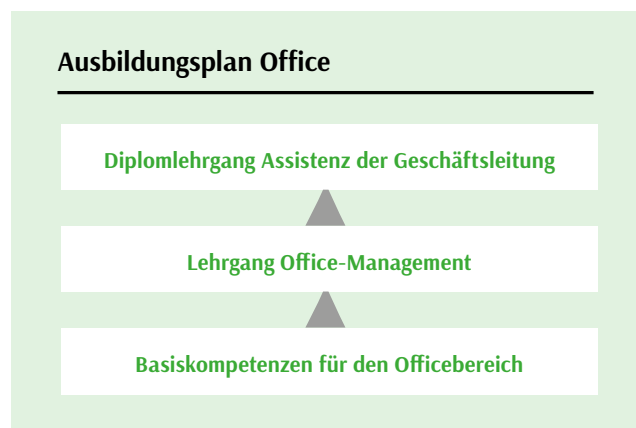 Ausbildungsplan Office
Diplomlehrgang Assistenz der Geschäftsleitung
Lehrgang Office-Management
Basiskompetenzen für den Officebereich